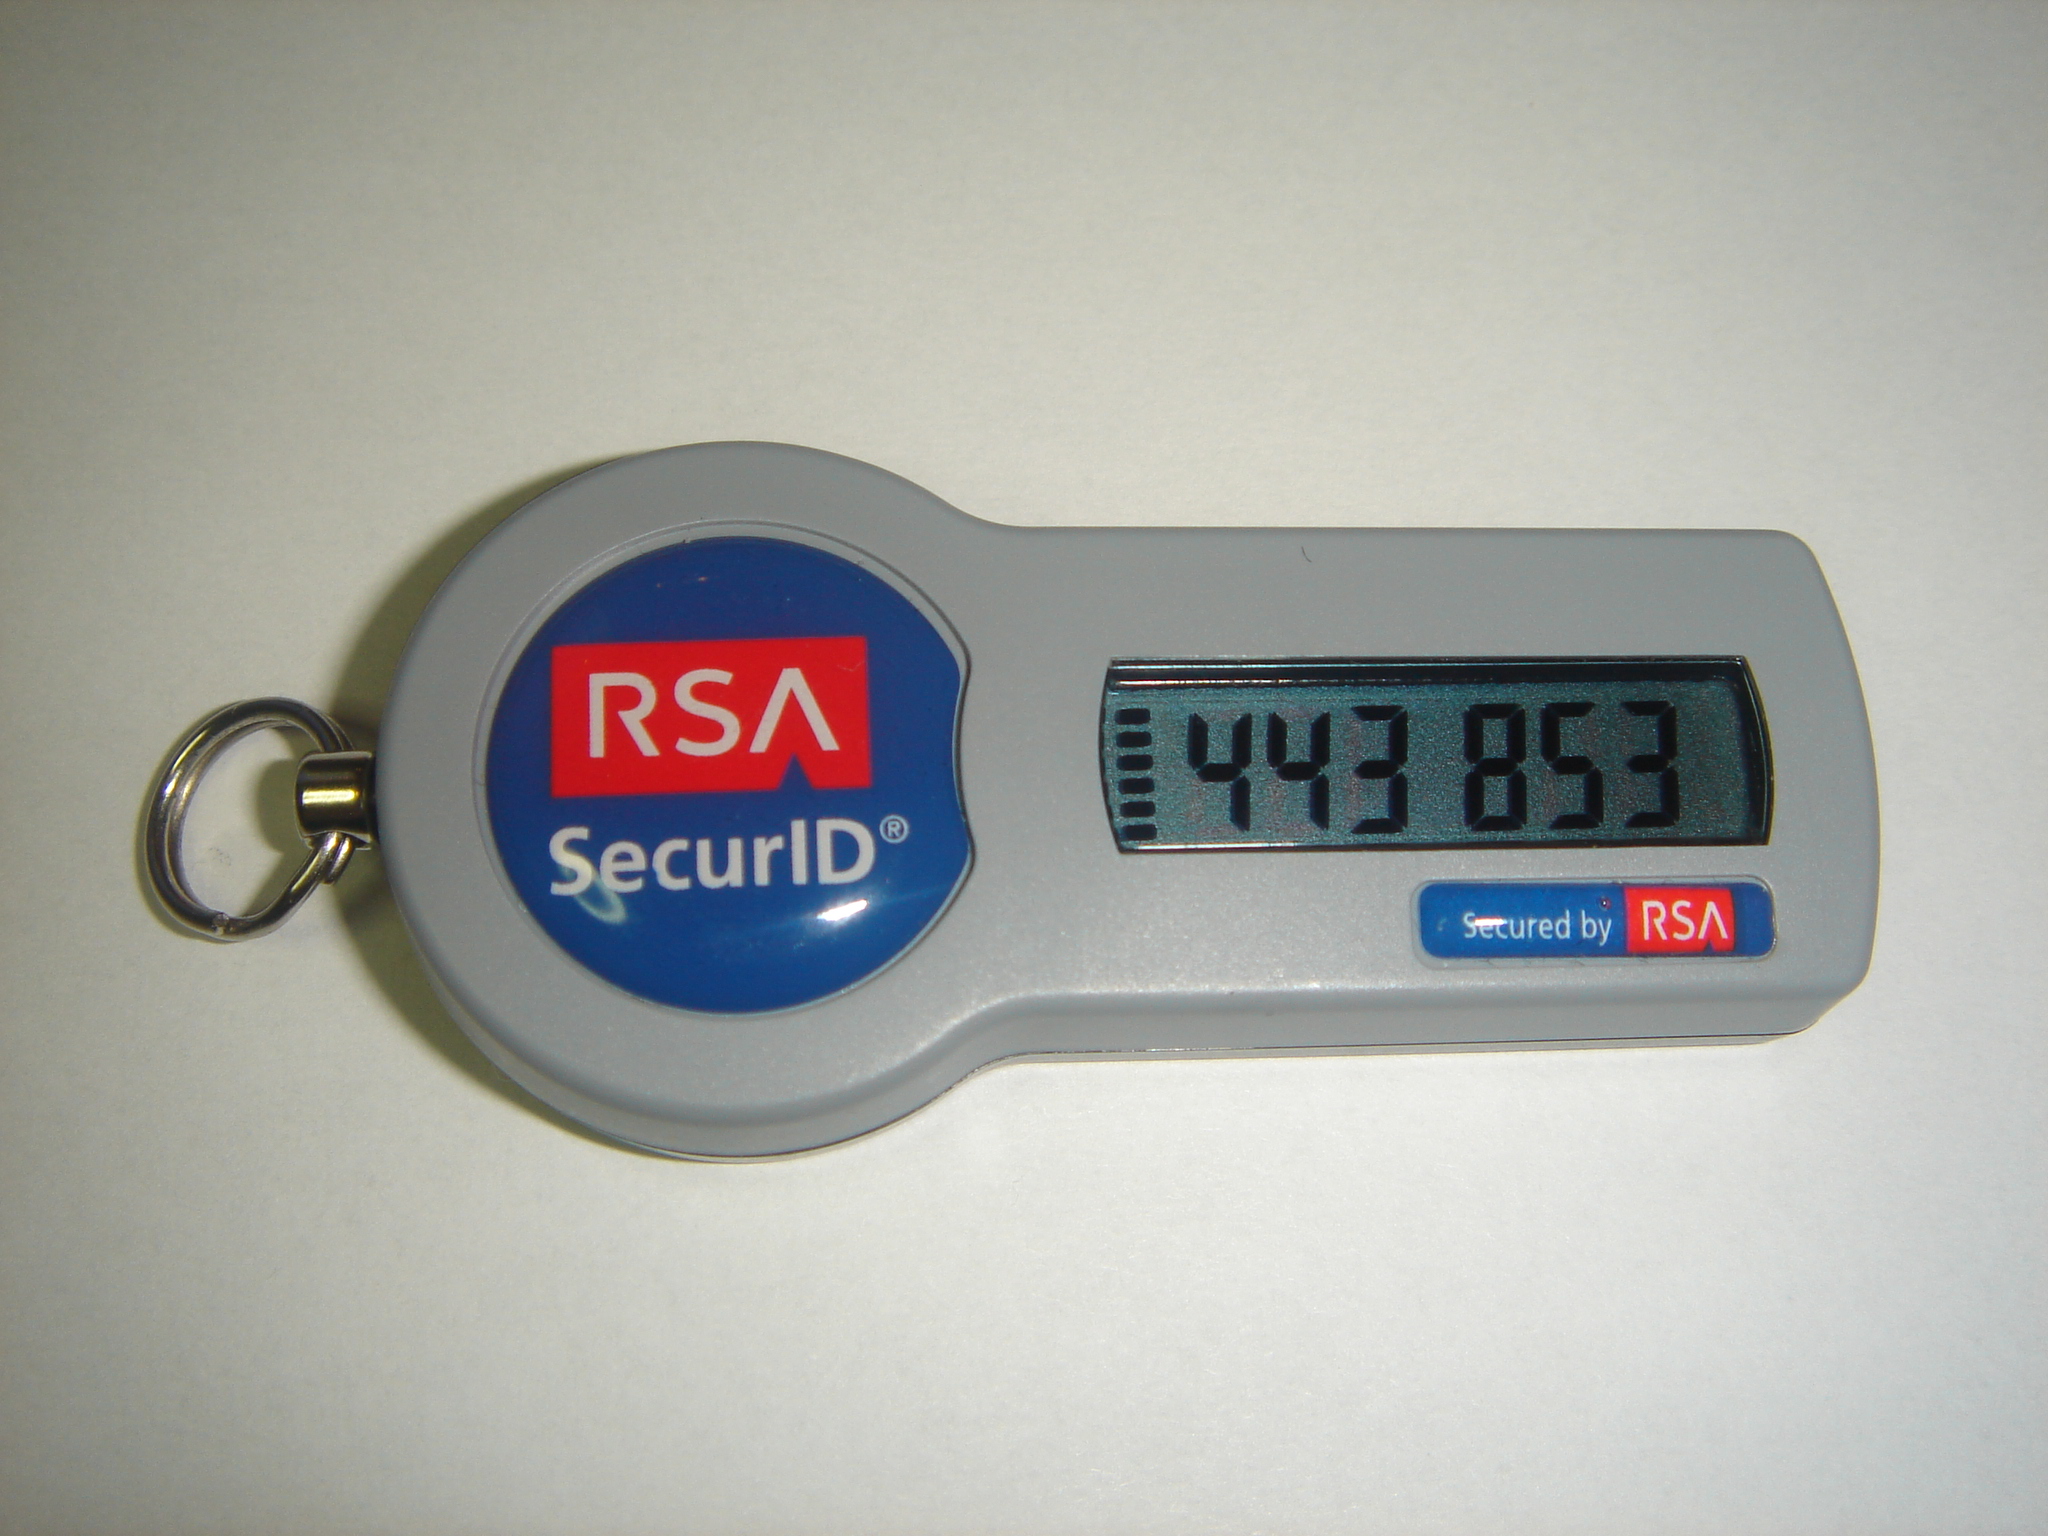 RSA
SecurID®
443 853
Secured by RSA